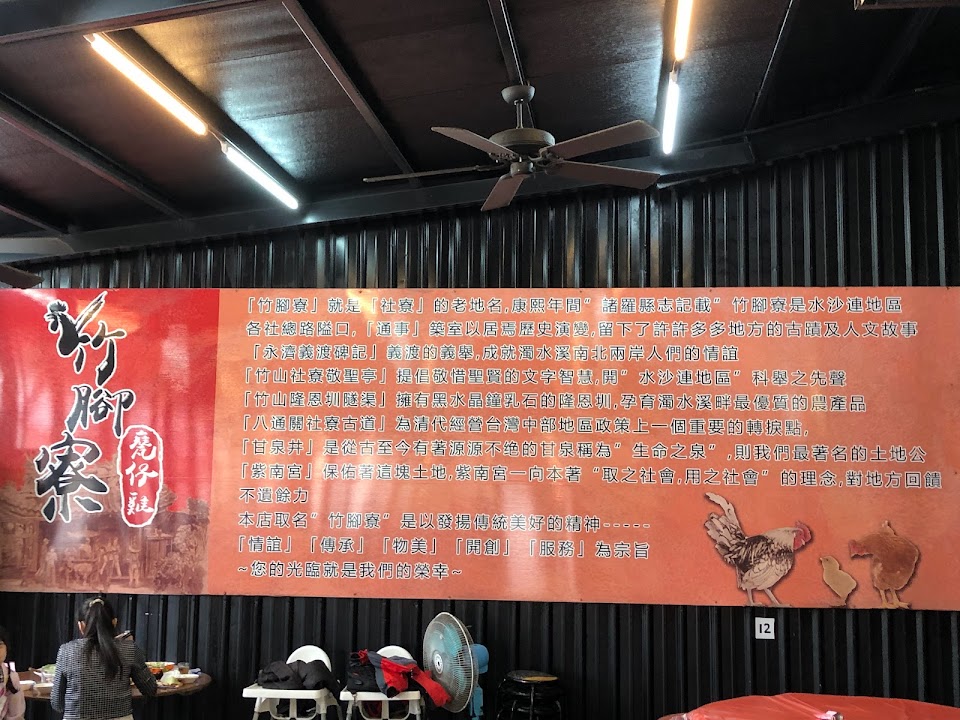 竹腳寮
甕仔雞
「竹腳寮」就是「社寮」的老地名,康熙年間”諸羅縣志記載”竹腳寮是水沙連地區
各社總路隘口,「通事」築室以居焉歷史演變,留下了許許多多地方的古蹟及人文故事
「永濟義渡碑記」義渡的義舉,成就濁水溪南北兩岸人們的情誼
「竹山社寮敬聖亭」提倡敬惜聖賢的文字智慧,開”水沙連地區”科舉之先聲
「竹山隆恩圳隧渠」擁有黑水晶鐘乳石的隆恩圳,孕育濁水溪畔最優質的農產品
「八通關社寮古道」為清代經營台灣中部地區政策上一個重要的轉捩點,
「甘泉井」是從古至今有著源源不绝的甘泉稱為”生命之泉”,則我們最著名的土地公
「紫南宮」保佑著這塊土地,紫南宮一向本著“取之社會,用之社會”的理念,對地方回饋
不遺餘力
本店取名”竹腳寮”是以發揚傳統美好的精神-----
「情誼」「傳承」「物美」「開創」「服務」為宗旨
~您的光臨就是我們的榮幸~
12